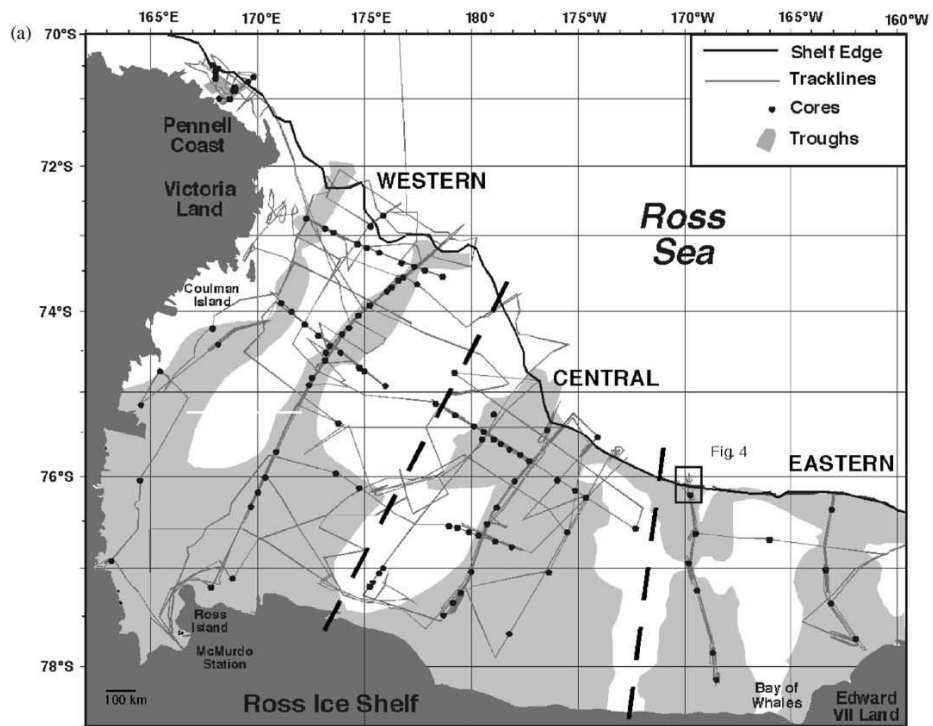 (a)
165°E 170°E 175°E 180°W 175°W 170°W 165°W 160°W
70°S
Shelf Edge
Tracklines
Cores
Troughs
Pennell
Coast
72°S
WESTERN
Victoria
Land
Ross
Sea
Coulman
Island
74°S
CENTRAL
Fig. 4
EASTERN
76°S
Ross
Island
McMurdo
Station
78°S
100 km
Ross Ice Shelf
Bay of
Whales
Edward
VII Land